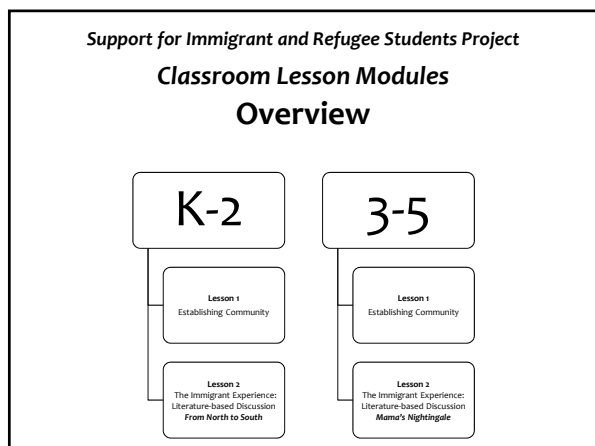 Support for Immigrant and Refugee Students Project
Classroom Lesson Modules
Overview
K-2
Lesson 1
Establishing Community
Lesson 2
The Immigrant Experience:
Literature-based Discussion
From North to South
3-5
Lesson 1
Establishing Community
Lesson 2
The Immigrant Experience:
Literature-based Discussion
Mama's Nightingale